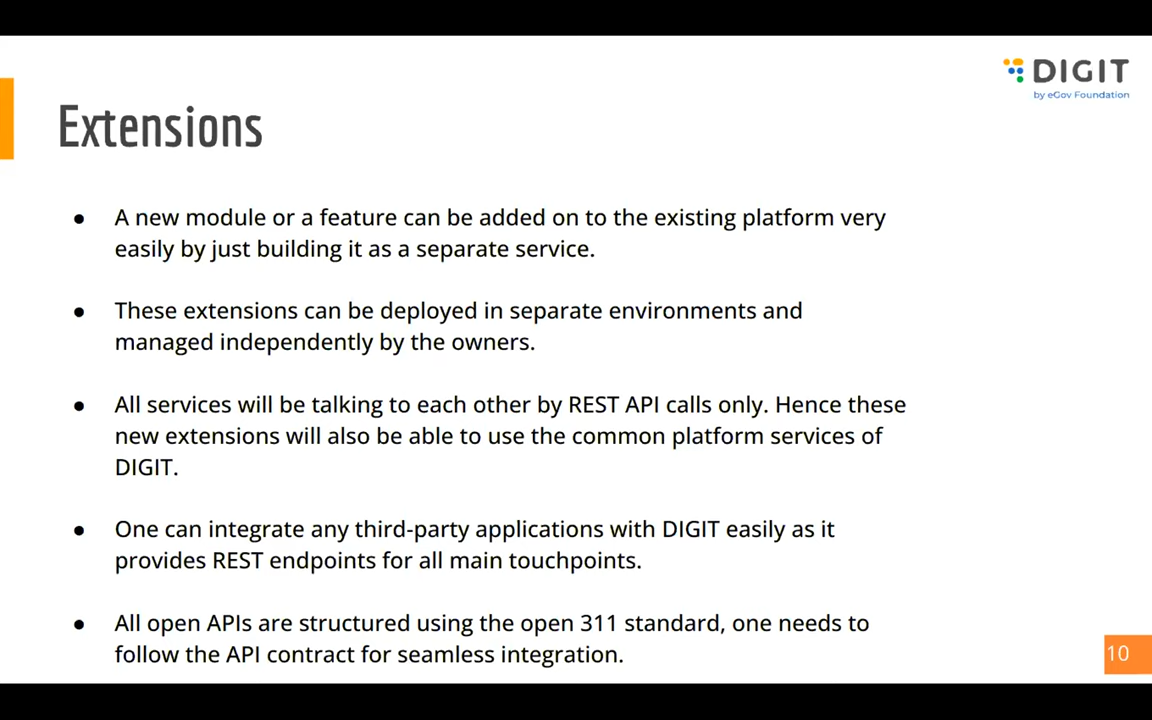 DIGIT
by eGov Foundation
Extensions
● A new module or a feature can be added on to the existing platform very
easily by just building it as a separate service.
● These extensions can be deployed in separate environments and
managed independently by the owners.
● All services will be talking to each other by REST API calls only. Hence these
new extensions will also be able to use the common platform services of
DIGIT.
● One can integrate any third-party applications with DIGIT easily as it
provides REST endpoints for all main touchpoints.
● All open APIs are structured using the open 311 standard, one needs to
follow the API contract for seamless integration.
10